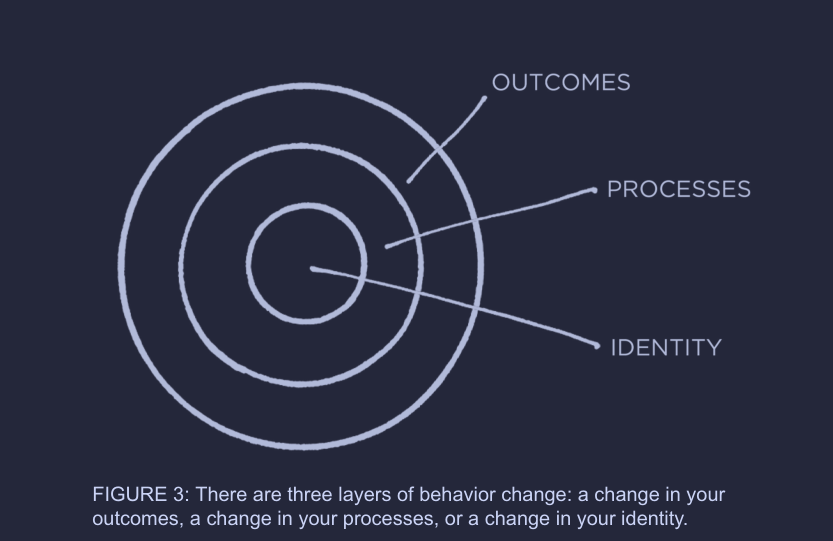 OUTCOMES
PROCESSES
IDENTITY
FIGURE 3: There are three layers of behavior change: a change in your
outcomes, a change in your processes, or a change in your identity.